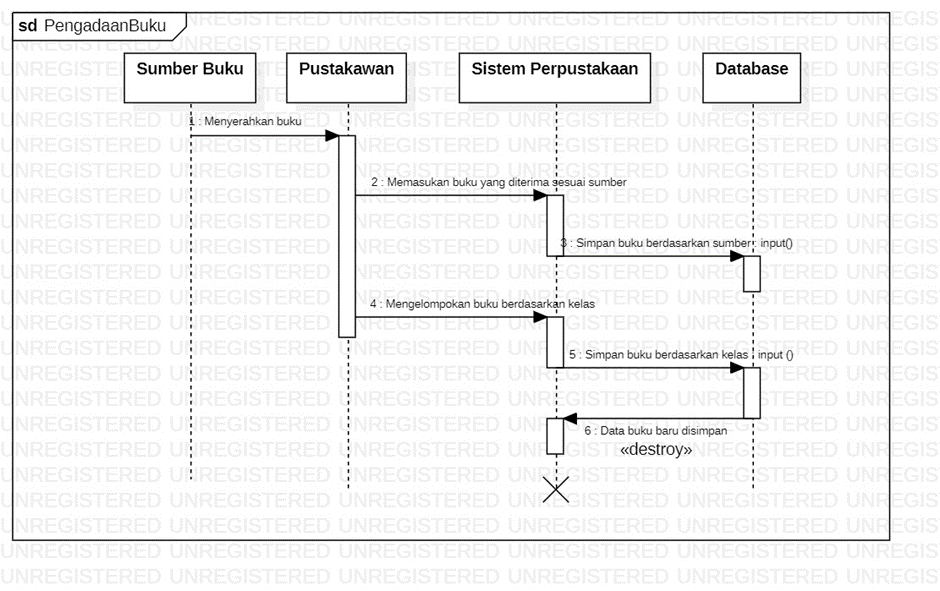 sd PengadaanBuku
Sumber Buku
Pustakawan
Sistem Perpustakaan
Database
1 : Menyerahkan buku
2 : Memasukan buku yang diterima sesuai sumber
3 : Simpan buku berdasarkan sumber : input()
4 : Mengelompokan buku berdasarkan kelas
5 : Simpan buku berdasarkan kelas : input ()
6 : Data buku baru disimpan
«destroy»
UNREGISTERED